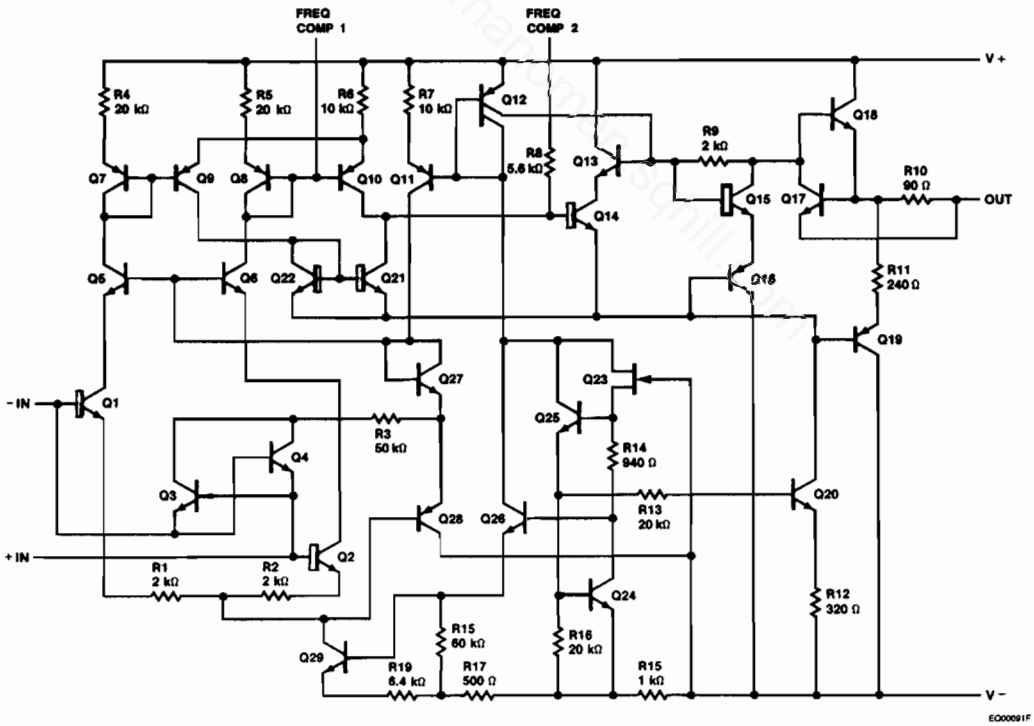 FREQ
COMP 1
FREQ
COMP 2
V+
R4
20 kΩ
R5
20 kΩ
R6
10 kΩ
R7
10 kΩ
Q12
Q18
R9
2 kΩ
R8
5.6 kΩ
Q13
Q7
Q9
Q8
Q10
Q11
Q14
Q15
Q17
R10
90 Ω
OUT
Q5
Q6
Q22
Q21
Q16
R11
240 Ω
Q19
Q27
Q23
-IN
Q1
Q25
R3
50 kΩ
R14
940 Ω
Q4
Q3
Q28
Q26
R13
20 kΩ
Q20
+IN
Q2
R1
2 kΩ
R2
2 kΩ
Q24
R12
320 Ω
R15
60 kΩ
R16
20 kΩ
Q29
R19
6.4 kΩ
R17
500 Ω
R15
1 kΩ
V-